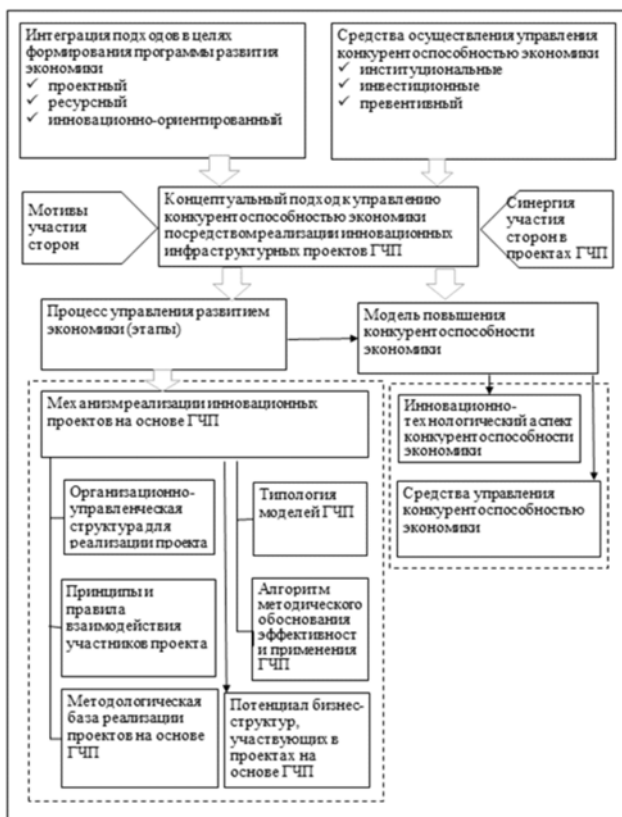 Интеграция подходов в целях
формирования программы развития
экономики
✓ проектный
✓ ресурсный
✓ инновационно-ориентированный
Средства осуществления управления
конкурентоспособностью экономики
✓ институциональные
✓ инвестиционные
✓ превентивный
Мотивы
участия
сторон
Концептуальный подход к управлению
конкурентоспособностью экономики
посредством реализации инновационных
инфраструктурных проектов ГЧП
Синергия
участия
сторон в
проектах ГЧП
Процесс управления развитием
экономики (этапы)
Модель повышения
конкурентоспособности
экономики
Механизм реализации инновационных
проектов на основе ГЧП
Инновационно-
технологический аспект
конкурентоспособности
экономики
Средства управления
конкурентоспособностью
экономики
Организационно-
управленческая
структура для
реализации проекта
Типология
моделей ГЧП
Принципы и
правила
взаимодействия
участников проекта
Алгоритм
методического
обоснования
эффективност
и применения
ГЧП
Методологическая
база реализации
проектов на основе
ГЧП
Потенциал бизнес-
структур,
участвующих в
проектах на
основе ГЧП